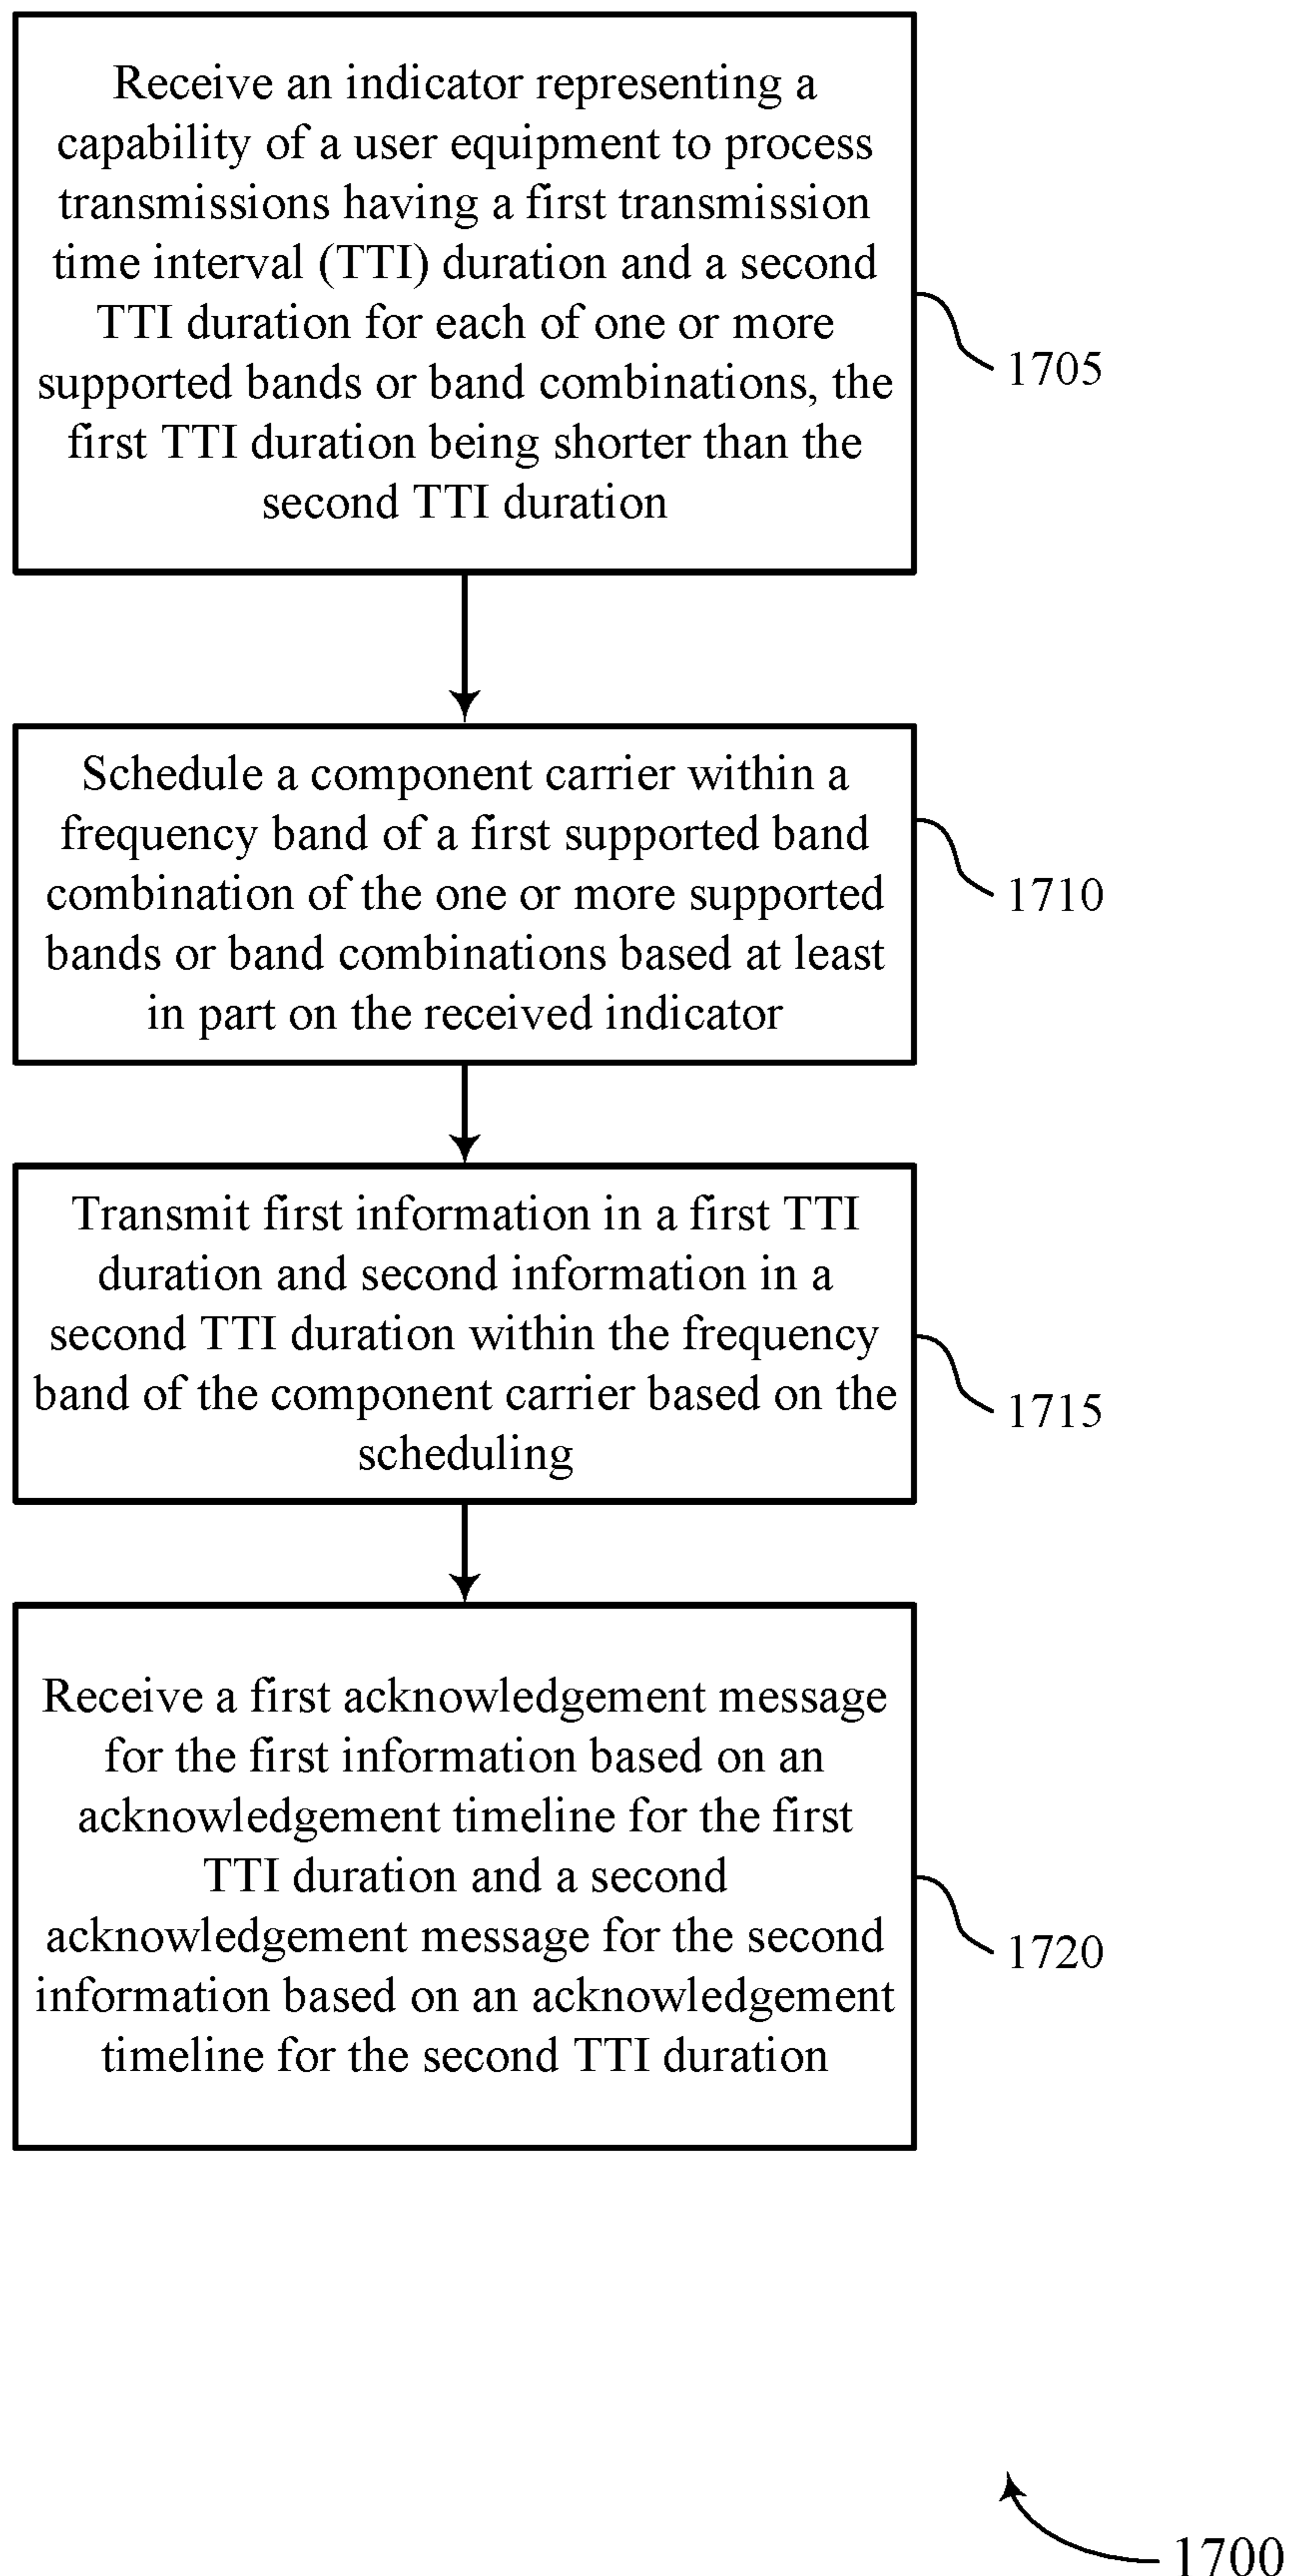 Receive an indicator representing a
capability of a user equipment to process
transmissions having a first transmission
time interval (TTI) duration and a second
TTI duration for each of one or more
supported bands or band combinations, the
first TTI duration being shorter than the
second TTI duration
1705
Schedule a component carrier within a
frequency band of a first supported band
combination of the one or more supported
bands or band combinations based at least
in part on the received indicator
1710
Transmit first information in a first TTI
duration and second information in a
second TTI duration within the frequency
band of the component carrier based on the
scheduling
1715
Receive a first acknowledgement message
for the first information based on an
acknowledgement timeline for the first
TTI duration and a second
acknowledgement message for the second
information based on an acknowledgement
timeline for the second TTI duration
1720
1700